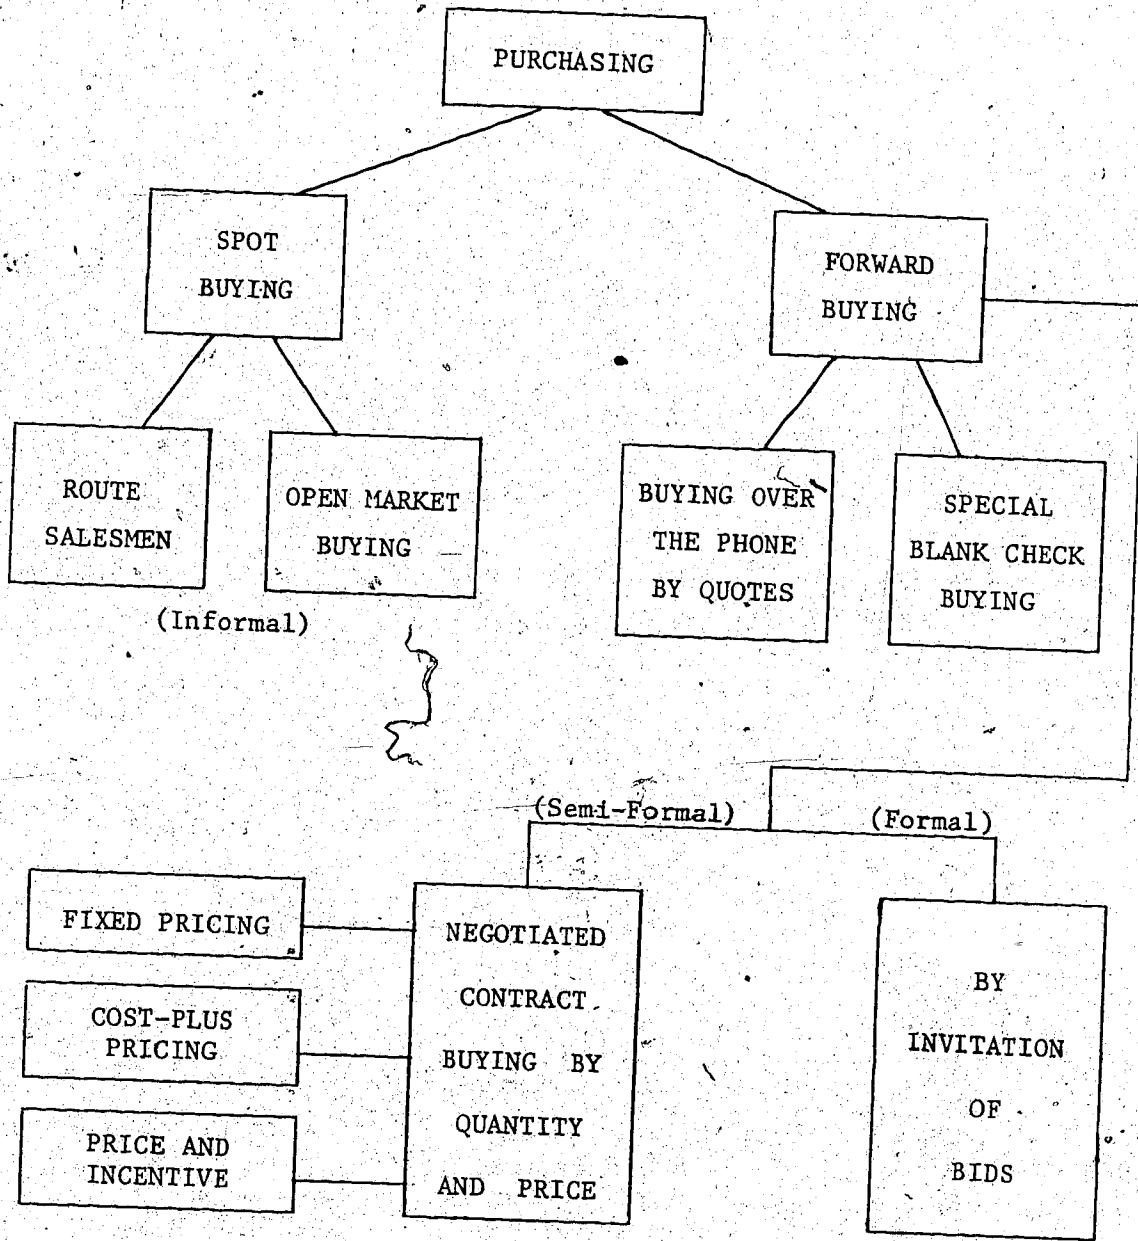 PURCHASING
SPOT
BUYING
FORWARD
BUYING
ROUTE
SALESMEN
OPEN MARKET
BUYING
BUYING OVER
THE PHONE
BY QUOTES
SPECIAL
BLANK CHECK
BUYING
(Informal)
(Semi-Formal)
(Formal)
FIXED PRICING
COST-PLUS
PRICING
PRICE AND
INCENTIVE
NEGOTIATED
CONTRACT
BUYING BY
QUANTITY
AND PRICE
BY
INVITATION
OF
BIDS